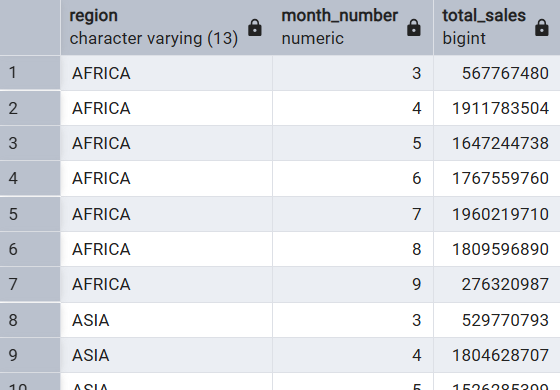 region month_number total_sales
character varying (13) numeric bigint
1 AFRICA 3 567767480
2 AFRICA 4 1911783504
3 AFRICA 5 1647244738
4 AFRICA 6 1767559760
5 AFRICA 7 1960219710
6 AFRICA 8 1809596890
7 AFRICA 9 276320987
8 ASIA 3 529770793
9 ASIA 4 1804628707
10 ASIA 5 1526285399